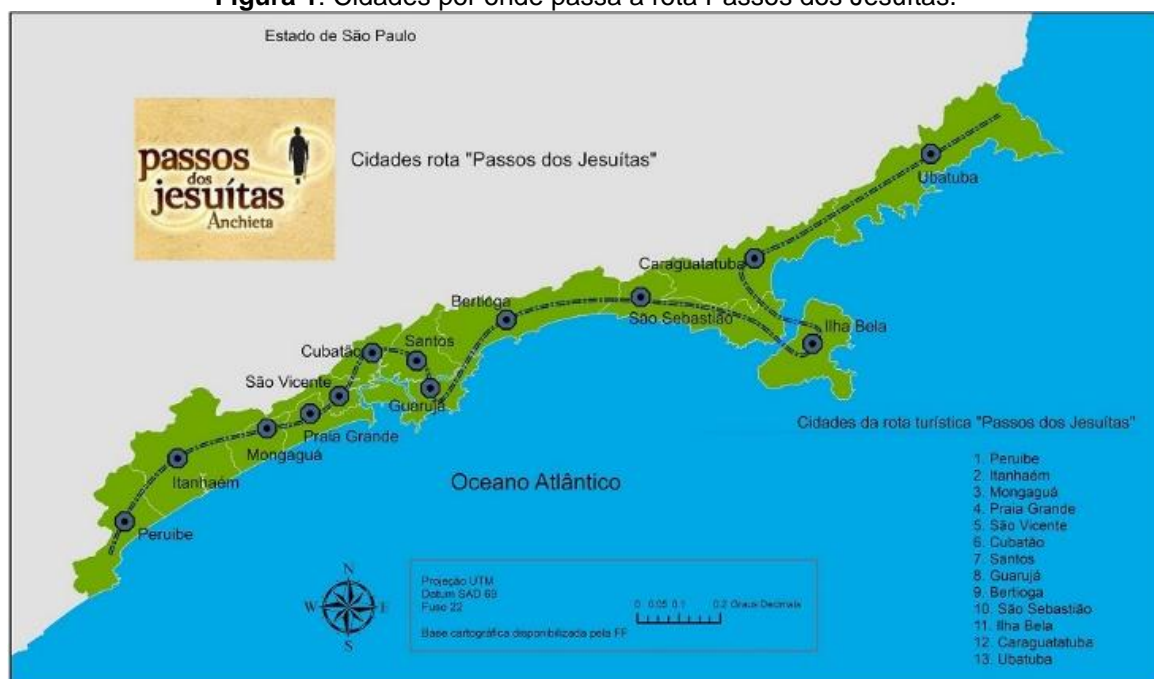 Figura 1. Cidades por onde passa a rota Passos dos Jesuítas.
Estado de São Paulo
passos
dos
jesuítas
Anchieta
Cidades rota "Passos dos Jesuítas"
Ubatuba
Caraguatatuba
Bertioga
São Sebastião
Ilha Bela
Cubatão
Santos
São Vicente
Guarujá
Praia Grande
Mongaguá
Itanhaém
Peruibe
Oceano Atlântico
Cidades da rota turística "Passos dos Jesuítas"
1. Peruibe
2. Itanhaém
3. Mongaguá
4. Praia Grande
5. São Vicente
6. Cubatão
7. Santos
8. Guarujá
9. Bertioga
10. São Sebastião
11. Ilha Bela
12. Caraguatatuba
13. Ubatuba
N
W E
S
Projeção UTM
Datum SAD 69
Fuso 22
Base cartográfica disponibilizada pela FF
0 0.05 0.1 0.2 Graus Decimais